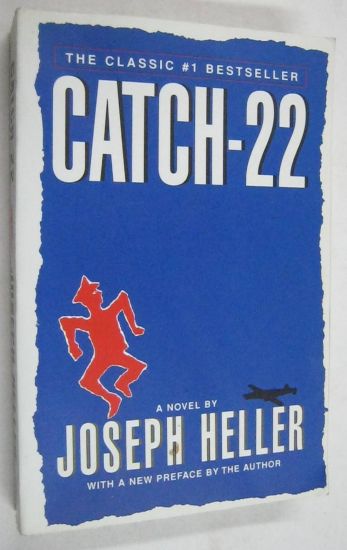 THE CLASSIC #1 BESTSELLER
CATCH-22
A NOVEL BY
JOSEPH HELLER
WITH A NEW PREFACE BY THE AUTHOR